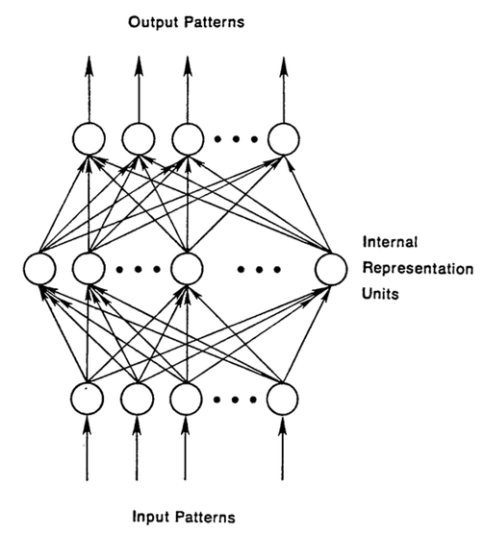 Output Patterns
Internal
Representation
Units
Input Patterns